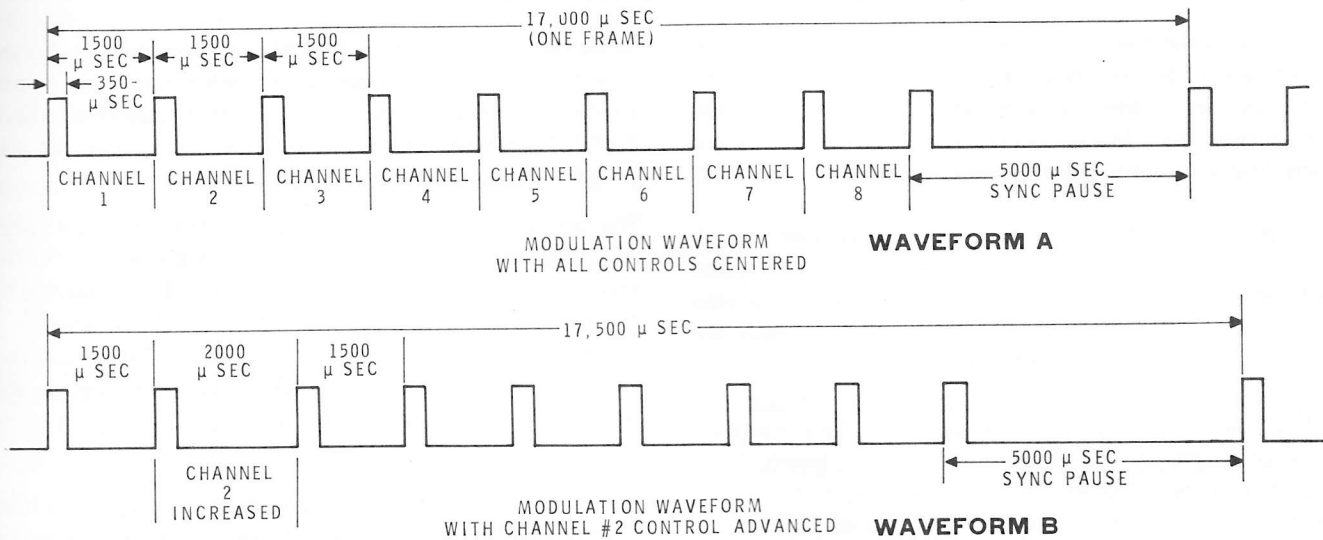 17,000 μ SEC
(ONE FRAME)
1500
μ SEC
1500
μ SEC
1500
μ SEC
350-
μ SEC
CHANNEL
1
CHANNEL
2
CHANNEL
3
CHANNEL
4
CHANNEL
5
CHANNEL
6
CHANNEL
7
CHANNEL
8
5000 μ SEC
SYNC PAUSE
MODULATION WAVEFORM
WITH ALL CONTROLS CENTERED
WAVEFORM A
17,500 μ SEC
1500
μ SEC
2000
μ SEC
1500
μ SEC
CHANNEL
2
INCREASED
5000 μ SEC
SYNC PAUSE
MODULATION WAVEFORM
WITH CHANNEL #2 CONTROL ADVANCED
WAVEFORM B